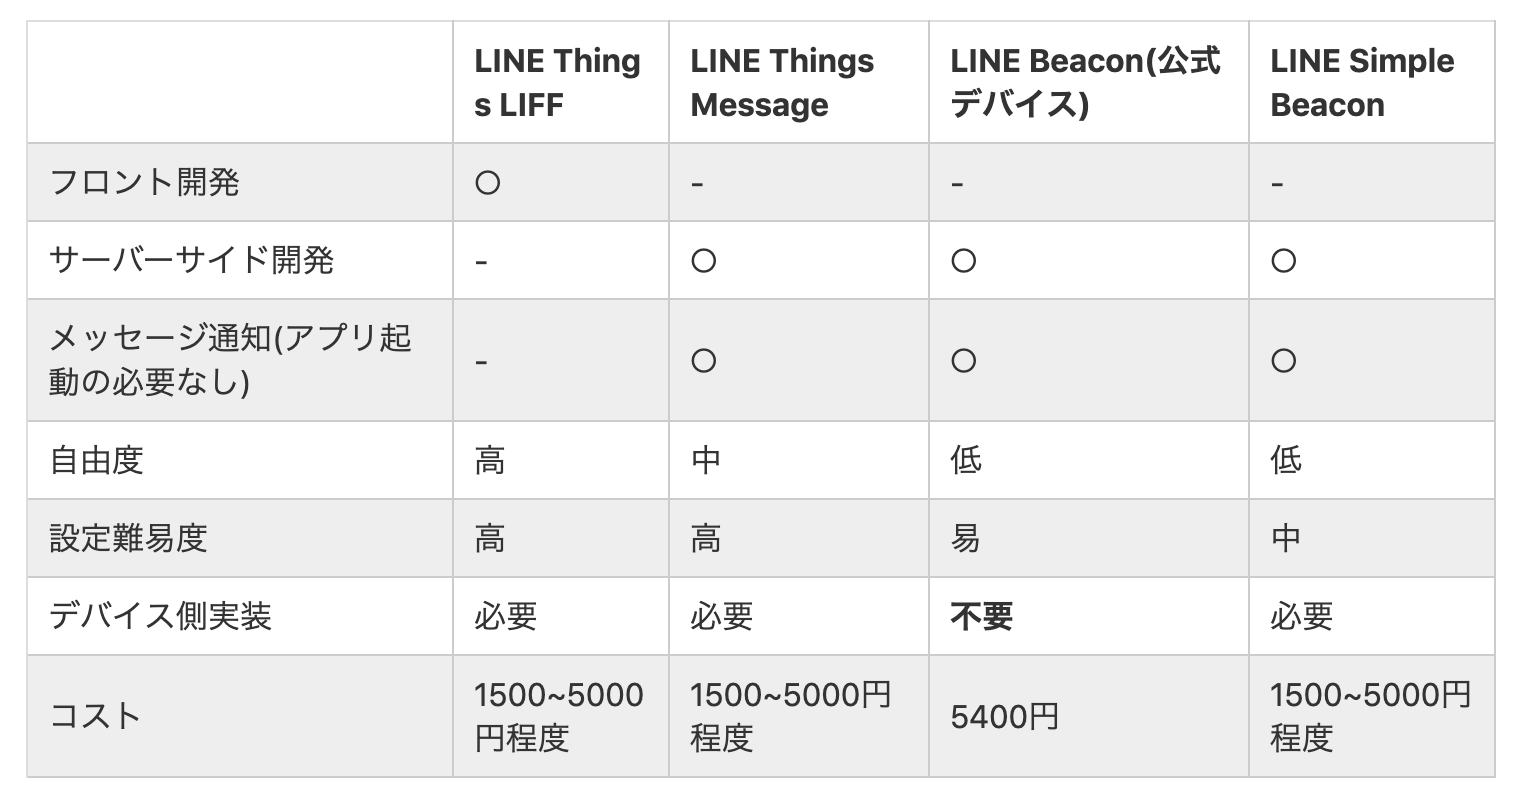 LINE Thing
s LIFF
LINE Things
Message
LINE Beacon(公式
デバイス)
LINE Simple
Beacon
フロント開発
○
-
-
-
サーバーサイド開発
-
○
○
○
メッセージ通知(アプリ起
動の必要なし)
-
○
○
○
自由度
高
中
低
低
設定難易度
高
高
易
中
デバイス側実装
必要
必要
不要
必要
コスト
1500~5000
円程度
1500~5000円
程度
5400円
1500~5000円
程度